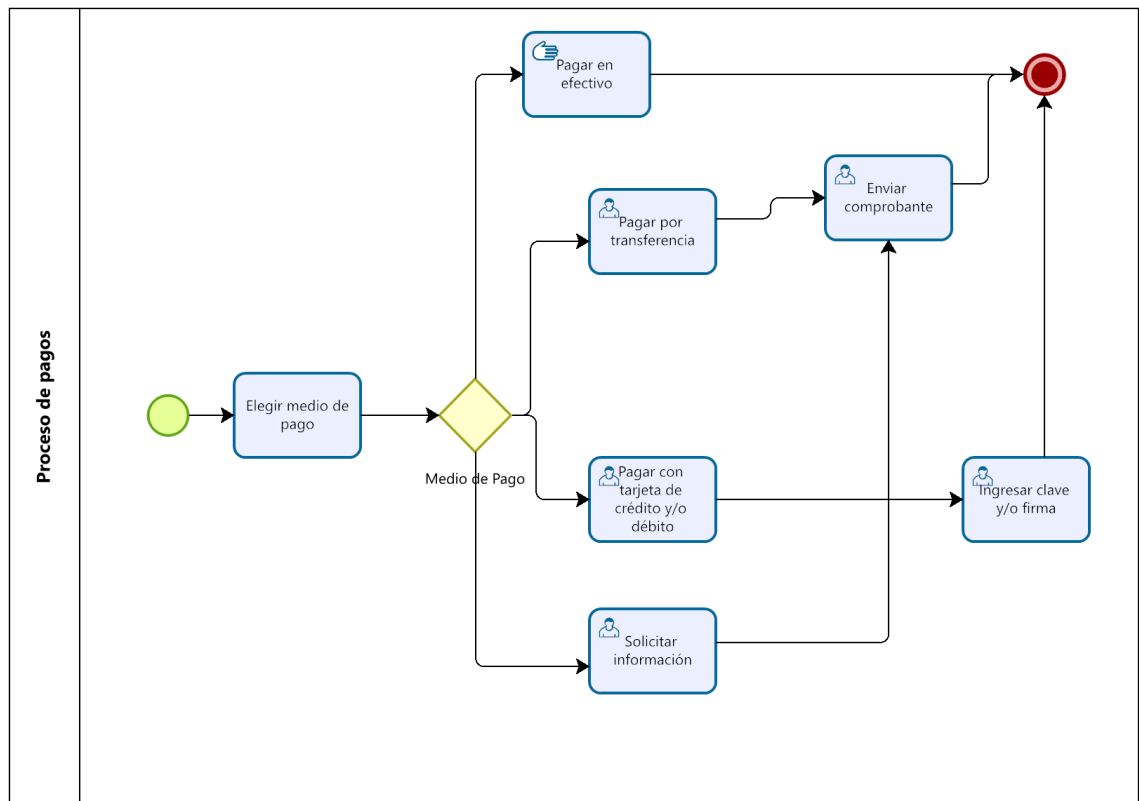 Proceso de pagos
Pagar en
efectivo
Enviar
comprobante
Pagar por
transferencia
Elegir medio de
pago
Medio de Pago
Pagar con
tarjeta de
crédito y/o
débito
Ingresar clave
y/o firma
Solicitar
información